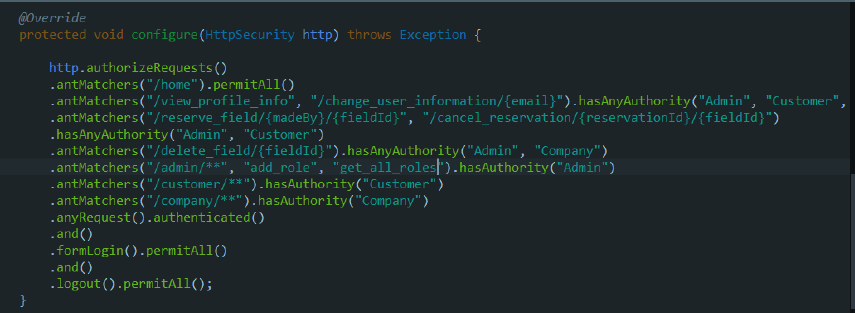 @Override
protected void configure(HttpSecurity http) throws Exception {
http.authorizeRequests()
.antMatchers("/home").permitAll()
.antMatchers("/view_profile_info", "/change_user_information/{email}").hasAnyAuthority("Admin", "Customer",
.antMatchers("/reserve_field/{madeBy}/{fieldId}", "/cancel_reservation/{reservationId}/{fieldId}")
.hasAnyAuthority("Admin", "Customer")
.antMatchers("/delete_field/{fieldId}").hasAnyAuthority("Admin", "Company")
.antMatchers("/admin/**", "add_role", "get_all_roles").hasAuthority("Admin")
.antMatchers("/customer/**").hasAuthority("Customer")
.antMatchers("/company/**").hasAuthority("Company")
.anyRequest().authenticated()
.and()
.formLogin().permitAll()
.and()
.logout().permitAll();
}